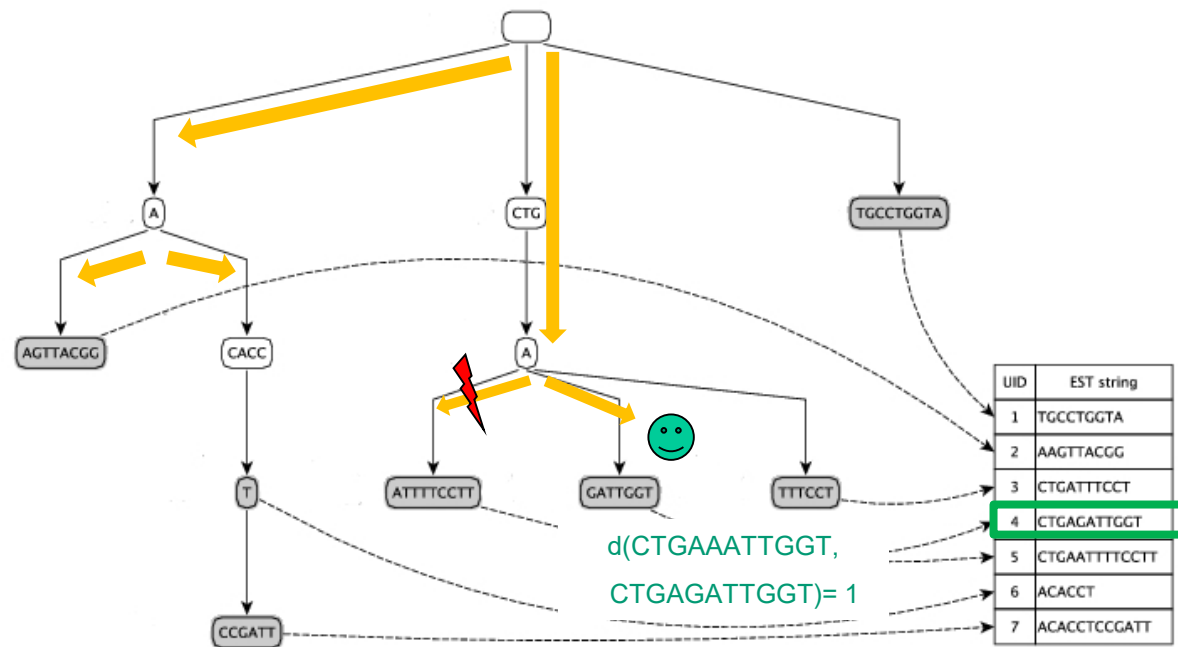 A
CTG
TGCCTGGTA
AGTTACGG
CACC
A
T
ATTTTCCTT
GATTGGT
TTTCCT
CCGATT
d(CTGAAATTGGT,
CTGAGATTGGT)= 1
UID EST string
1 TGCCTGGTA
2 AAGTTACGG
3 CTGATTTCCT
4 CTGAGATTGGT
5 CTGAATTTTCCTT
6 ACACCT
7 ACACCTCCGATT